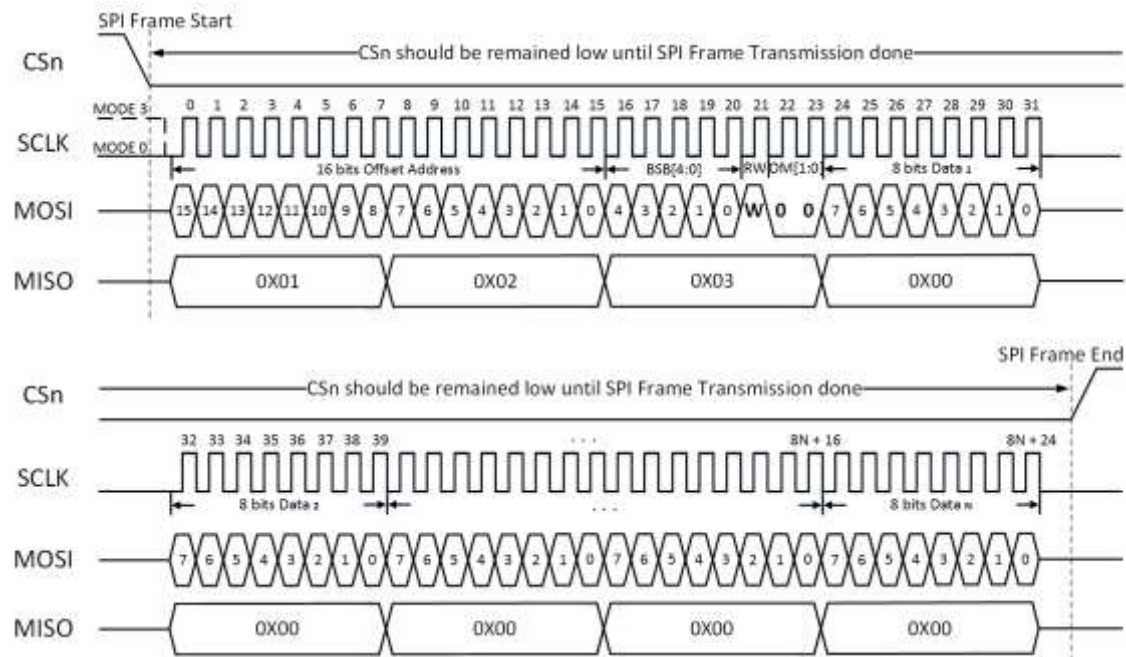 SPI Frame Start
CSn
CSn should be remained low until SPI Frame Transmission done
MODE 3
0 1 2 3 4 5 6 7 8 9 10 11 12 13 14 15 16 17 18 19 20 21 22 23 24 25 26 27 28 29 30 31
SCLK
MODE 0
16 bits Offset Address BSB[4:0] RW OM[1:0] 8 bits Data 1
MOSI 15 14 13 12 11 10 9 8 7 6 5 4 3 2 1 0 4 3 2 1 0 W 0 0 7 6 5 4 3 2 1 0
MISO 0X01 0X02 0X03 0X00
SPI Frame End
CSn
CSn should be remained low until SPI Frame Transmission done
32 33 34 35 36 37 38 39 . . . 8N + 16 8N + 24
SCLK
8 bits Data 2 . . . 8 bits Data N
MOSI 7 6 5 4 3 2 1 0 7 6 5 4 3 2 1 0 7 6 5 4 3 2 1 0 7 6 5 4 3 2 1 0
MISO 0X00 0X00 0X00 0X00